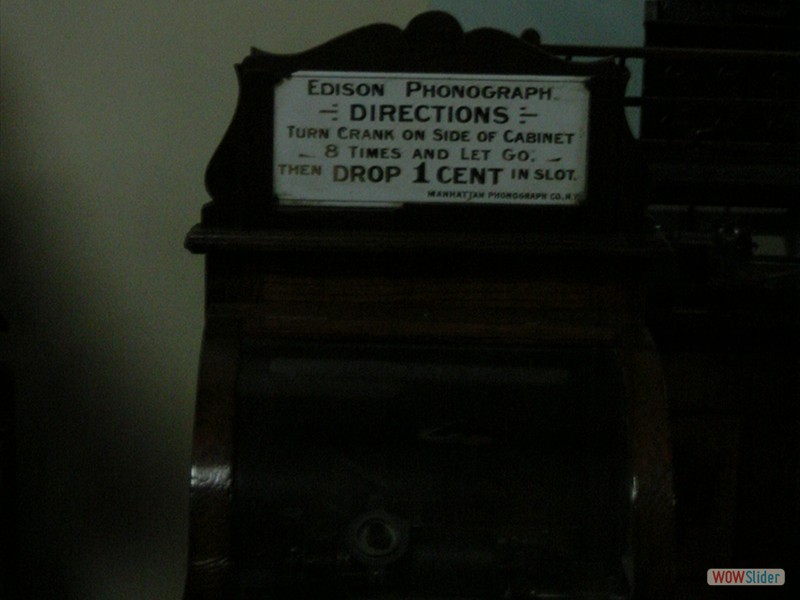 EDISON PHONOGRAPH.
DIRECTIONS
TURN CRANK ON SIDE OF CABINET
8 TIMES AND LET GO;
THEN DROP 1 CENT IN SLOT.
MANHATTAN PHONOGRAPH CO. N.Y.
WOWSlider